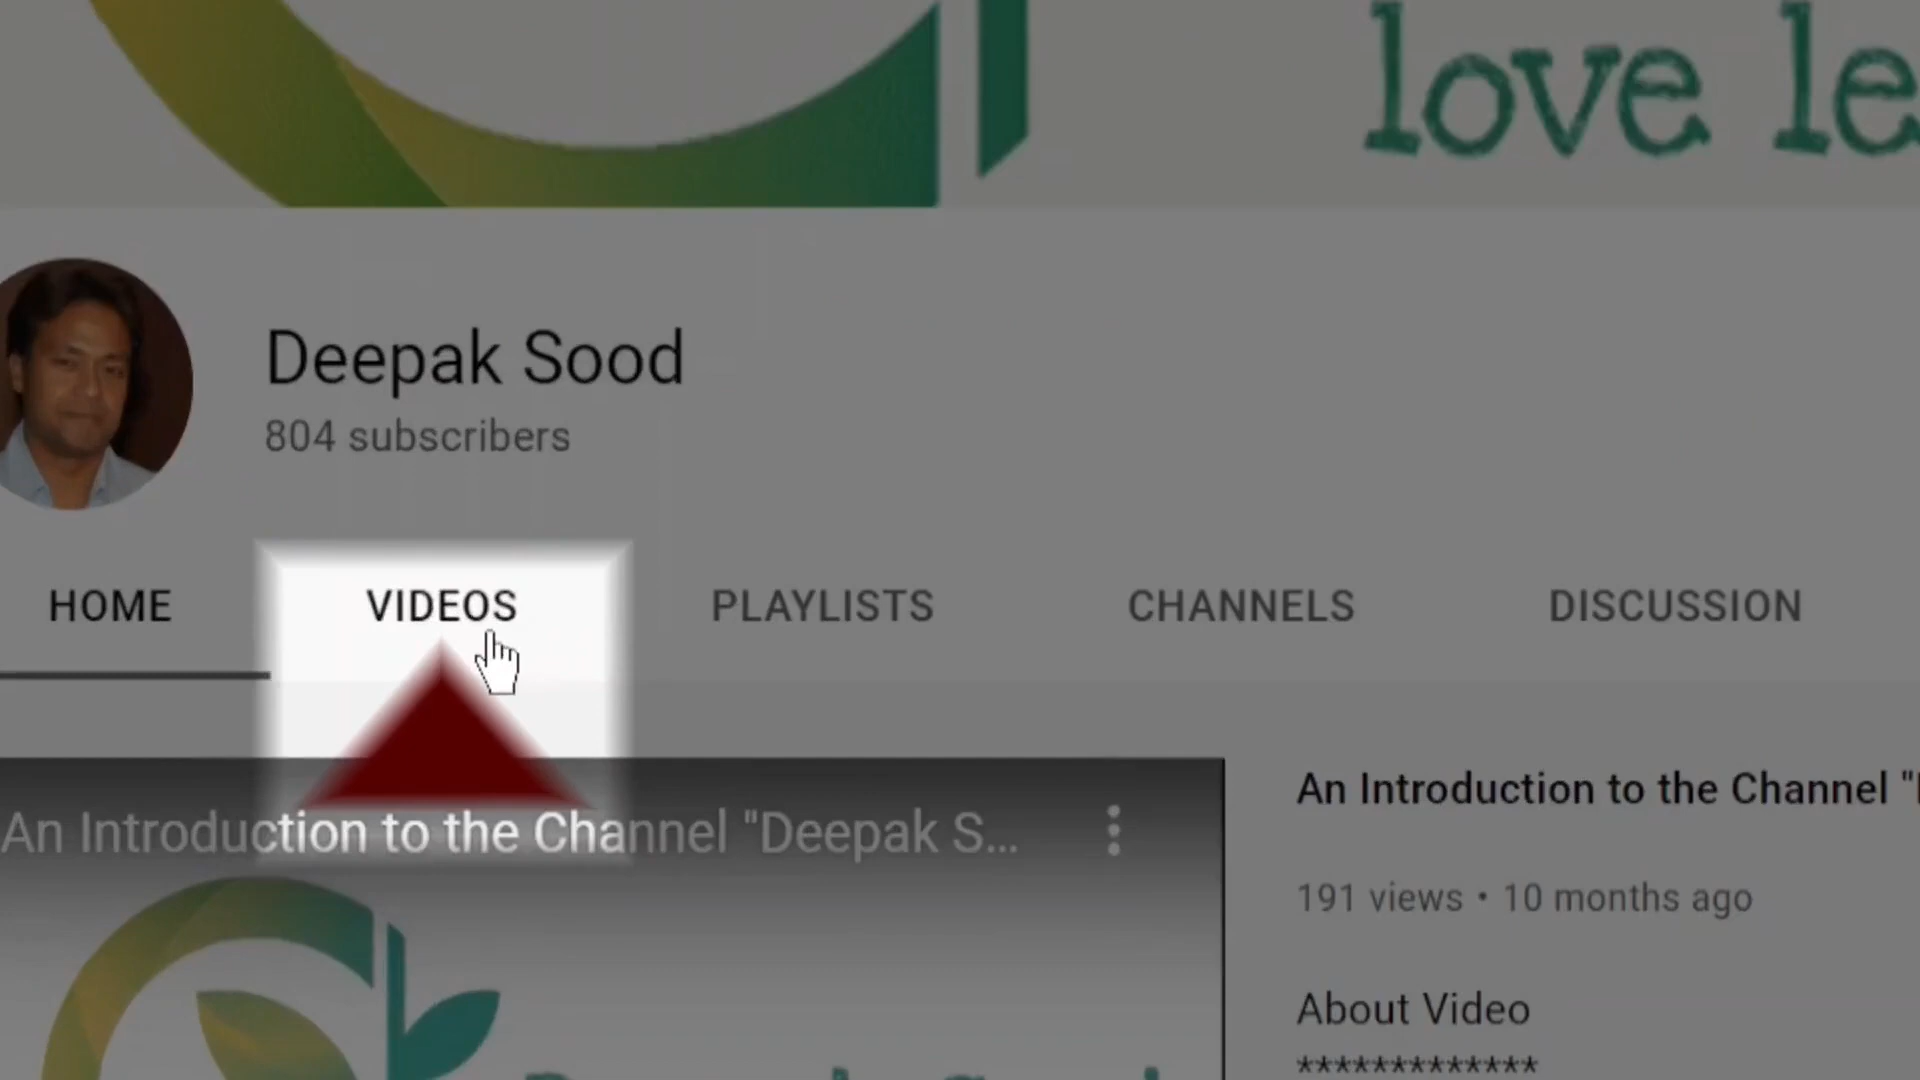 love le
Deepak Sood
804 subscribers
HOME VIDEOS PLAYLISTS CHANNELS DISCUSSION
An Introduction to the Channel "Deepak S...
An Introduction to the Channel "
191 views • 10 months ago
About Video
*************